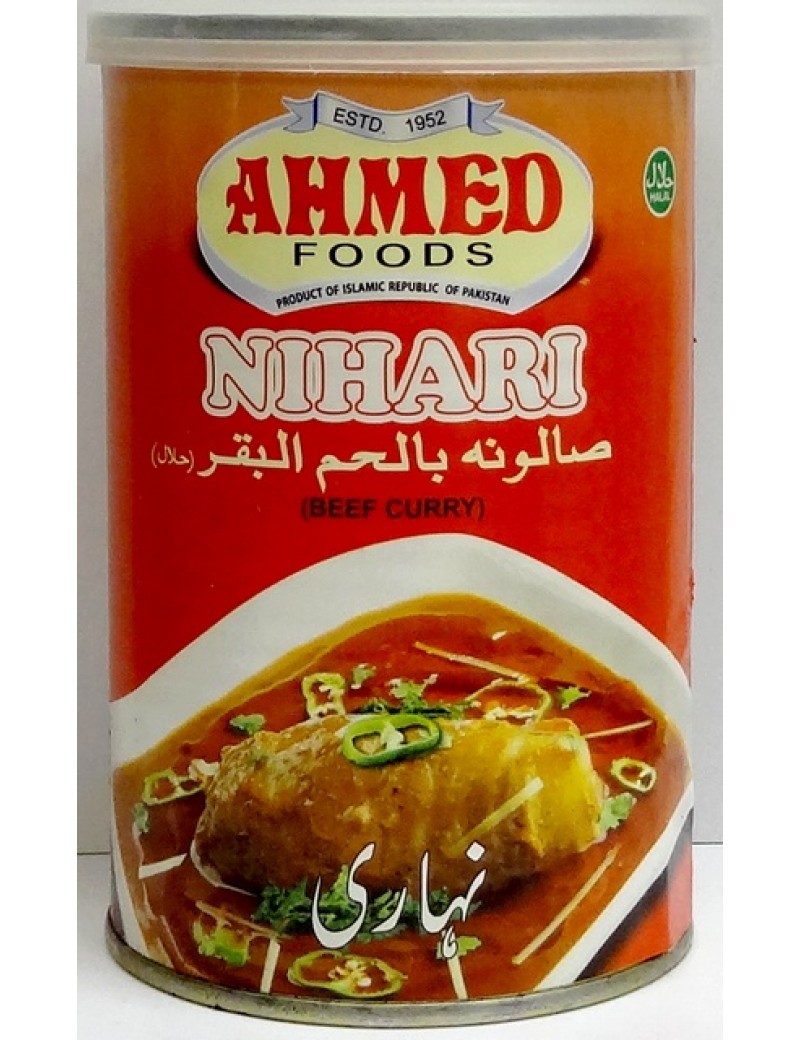 ESTD. 1952
AHMED
FOODS
PRODUCT OF ISLAMIC REPUBLIC OF PAKISTAN
حلال
HALAL
NIHARI
صالونه بالحم البقر (حلال)
(BEEF CURRY)
نہاری